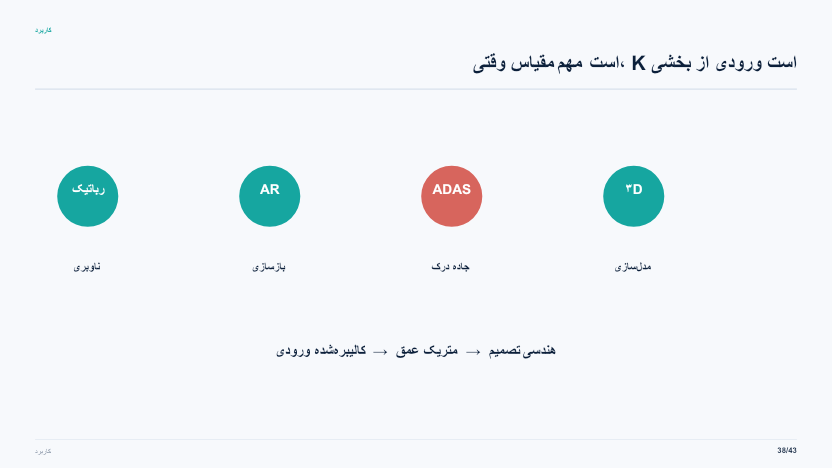 کاربرد
است ورودی از بخشی K ،است مهم مقیاس وقتی
۳D
ADAS
AR
رباتیک
مدل‌سازی
جاده درک
بازسازی
ناوبری
هندسی تصمیم → متریک عمق → کالیبره‌شده ورودی
38/43
کاربرد